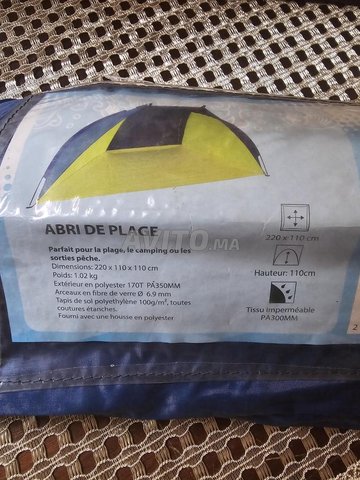 ABRI DE PLAGE
Parfait pour la plage, le camping ou les
sorties pêche.
Dimensions: 220 x 110 x 110 cm
Poids: 1.02 kg
Extérieur en polyester 170T PA350MM
Arceaux en fibre de verre Ø 6.9 mm
Tapis de sol polyethylène 100g/m², toutes
coutures étanches.
Fourni avec une housse en polyester
220 x 110 cm
Hauteur: 110cm
Tissu imperméable
PA300MM
AVITO.MA
2